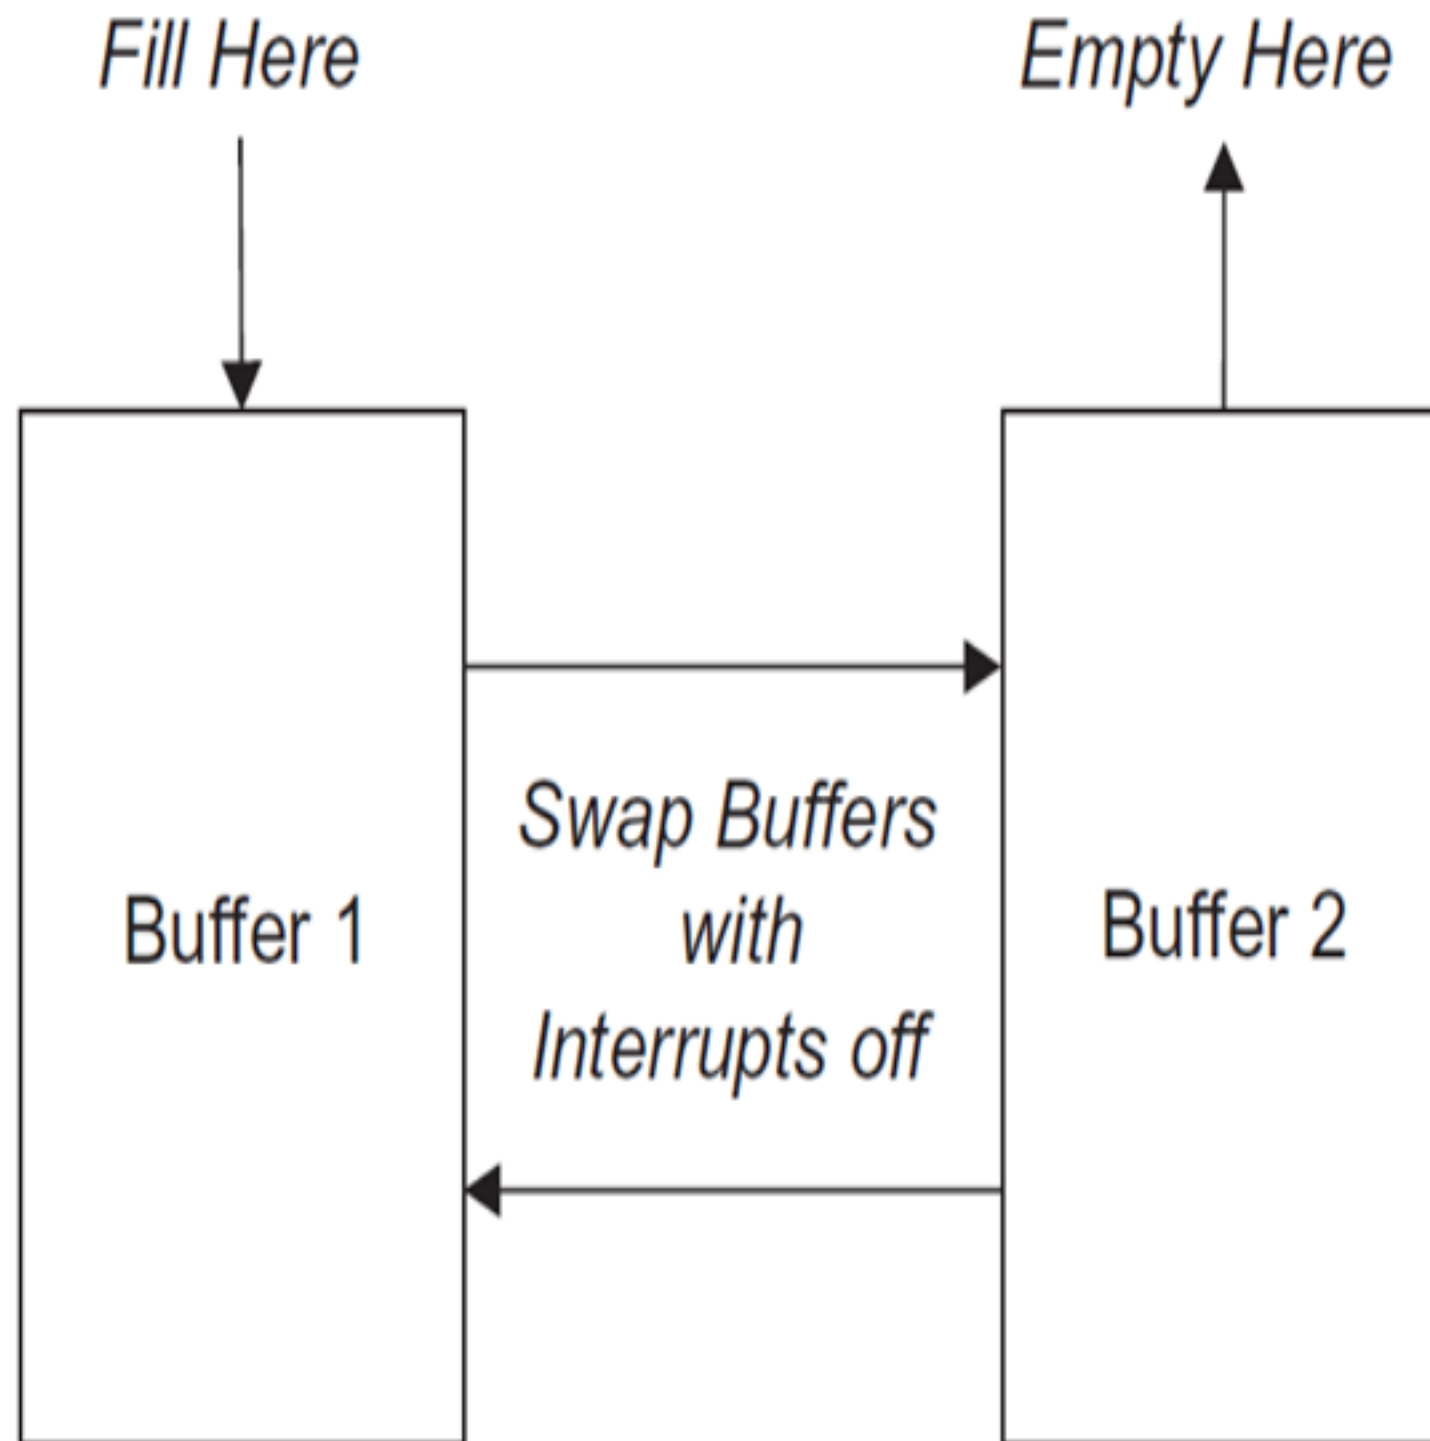 Fill Here
Empty Here
Swap Buffers
with
Interrupts off
Buffer 1
Buffer 2